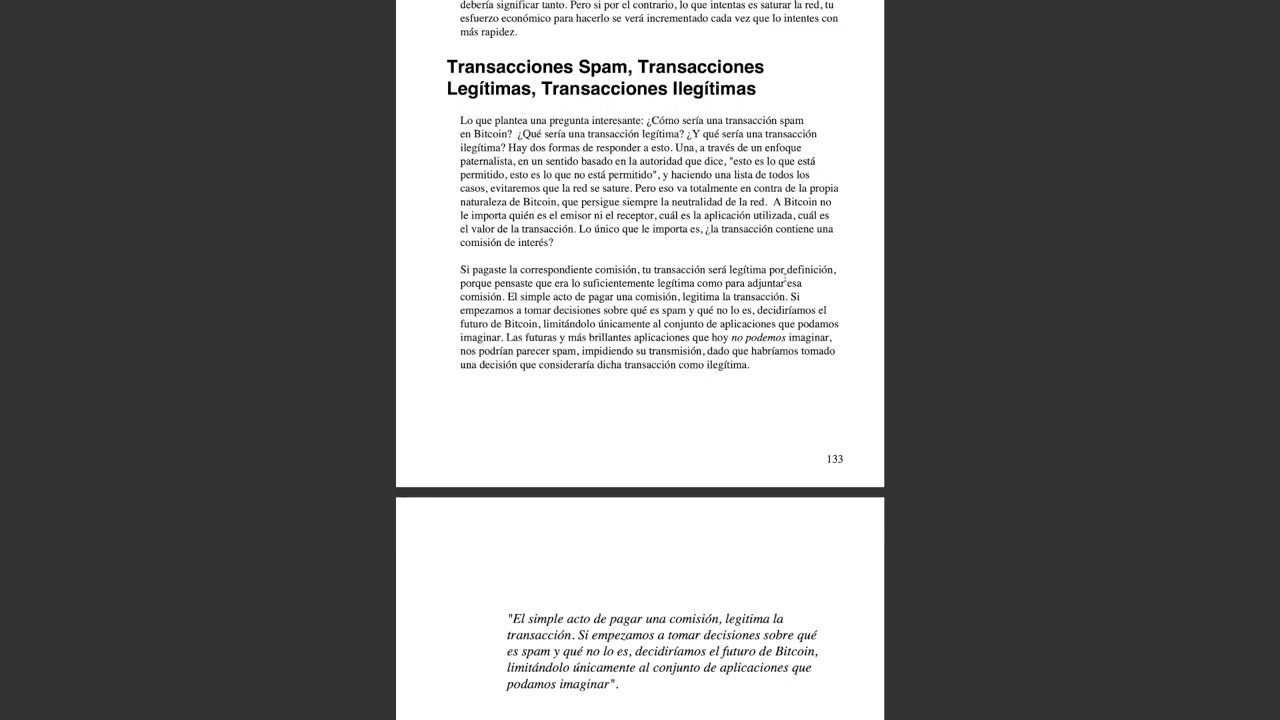 debería significar tanto. Pero si por el contrario, lo que intentas es saturar la red, tu
esfuerzo económico para hacerlo se verá incrementado cada vez que lo intentes con
más rapidez.
Transacciones Spam, Transacciones
Legítimas, Transacciones Ilegítimas
Lo que plantea una pregunta interesante: ¿Cómo sería una transacción spam
en Bitcoin?  ¿Qué sería una transacción legítima? ¿Y qué sería una transacción
ilegítima? Hay dos formas de responder a esto. Una, a través de un enfoque
paternalista, en un sentido basado en la autoridad que dice, "esto es lo que está
permitido, esto es lo que no está permitido", y haciendo una lista de todos los
casos, evitaremos que la red se sature. Pero eso va totalmente en contra de la propia
naturaleza de Bitcoin, que persigue siempre la neutralidad de la red.  A Bitcoin no
le importa quién es el emisor ni el receptor, cuál es la aplicación utilizada, cuál es
el valor de la transacción. Lo único que le importa es, ¿la transacción contiene una
comisión de interés?
Si pagaste la correspondiente comisión, tu transacción será legítima por definición,
porque pensaste que era lo suficientemente legítima como para adjuntar esa
comisión. El simple acto de pagar una comisión, legitima la transacción. Si
empezamos a tomar decisiones sobre qué es spam y qué no lo es, decidiríamos el
futuro de Bitcoin, limitándolo únicamente al conjunto de aplicaciones que podamos
imaginar. Las futuras y más brillantes aplicaciones que hoy no podemos imaginar,
nos podrían parecer spam, impidiendo su transmisión, dado que habríamos tomado
una decisión que consideraría dicha transacción como ilegítima.
133
"El simple acto de pagar una comisión, legitima la
transacción. Si empezamos a tomar decisiones sobre qué
es spam y qué no lo es, decidiríamos el futuro de Bitcoin,
limitándolo únicamente al conjunto de aplicaciones que
podamos imaginar".